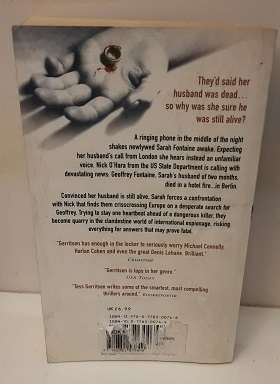 They'd said her
husband was dead...
so why was she sure he
was still alive?
A ringing phone in the middle of the night
shakes newlywed Sarah Fontaine awake. Expecting
her husband's call from London she hears instead an unfamiliar
voice. Nick O'Hara from the US State Department is calling with
devastating news. Geoffrey Fontaine, Sarah's husband of two months,
died in a hotel fire...in Berlin.
Convinced her husband is still alive, Sarah forces a confrontation
with Nick that finds them crisscrossing Europe on a desperate search for
Geoffrey. Trying to stay one heartbeat ahead of a dangerous killer, they
become quarry in the clandestine world of international espionage, risking
everything for answers that may prove fatal.
"Gerritsen has enough in the locker to seriously worry Michael Connelly,
Harlan Coben and even the great Denis Lehane. Brilliant."
"Gerritsen is tops in her genre."
USA TODAY
"Tess Gerritsen writes some of the smartest, most compelling
thrillers around."
UK £6.99